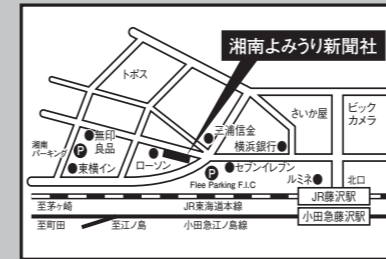 湘南よみうり新聞社
トポス
さいか屋
ビック
カメラ
三浦信金
横浜銀行
無印
良品
湘南
パーキング
P
東横イン
ローソン
P
Flee Parking F.I.C
セブンイレブン
ルミネ
北口
JR藤沢駅
至茅ヶ崎
JR東海道本線
小田急藤沢駅
至町田
至江ノ島
小田急江ノ島線